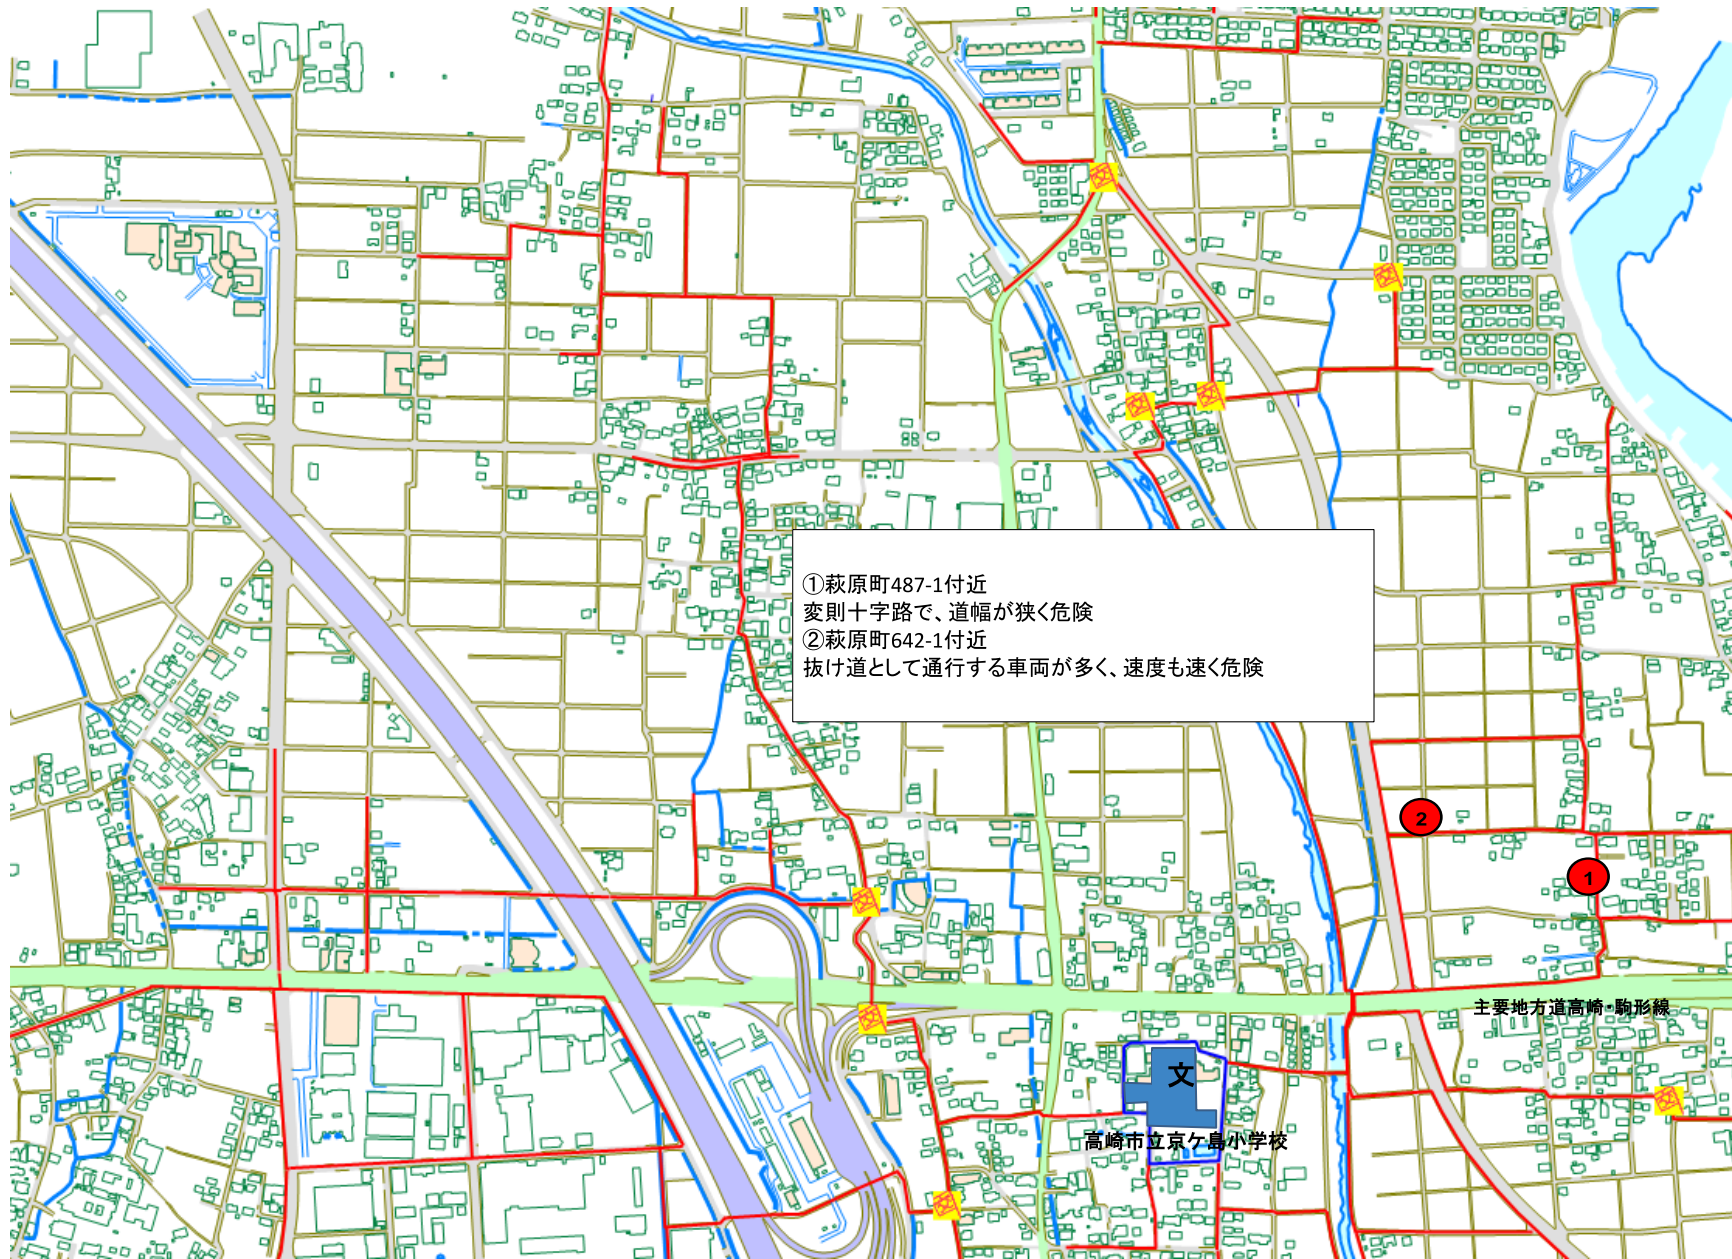 ①萩原町487-1付近
変則十字路で、道幅が狭く危険
②萩原町642-1付近
抜け道として通行する車両が多く、速度も速く危険
2
1
主要地方道高崎・駒形線
文
高崎市立京ケ島小学校